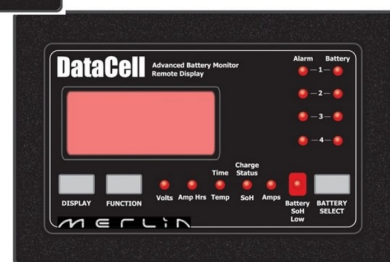 DataCell
Advanced Battery Monitor
Remote Display
Alarm Battery
1
2
3
4
Time
Charge
Status
DISPLAY
FUNCTION
Volts
Amp Hrs
Temp
SoH
Amps
Battery
SoH
Low
BATTERY
SELECT
MERLIN